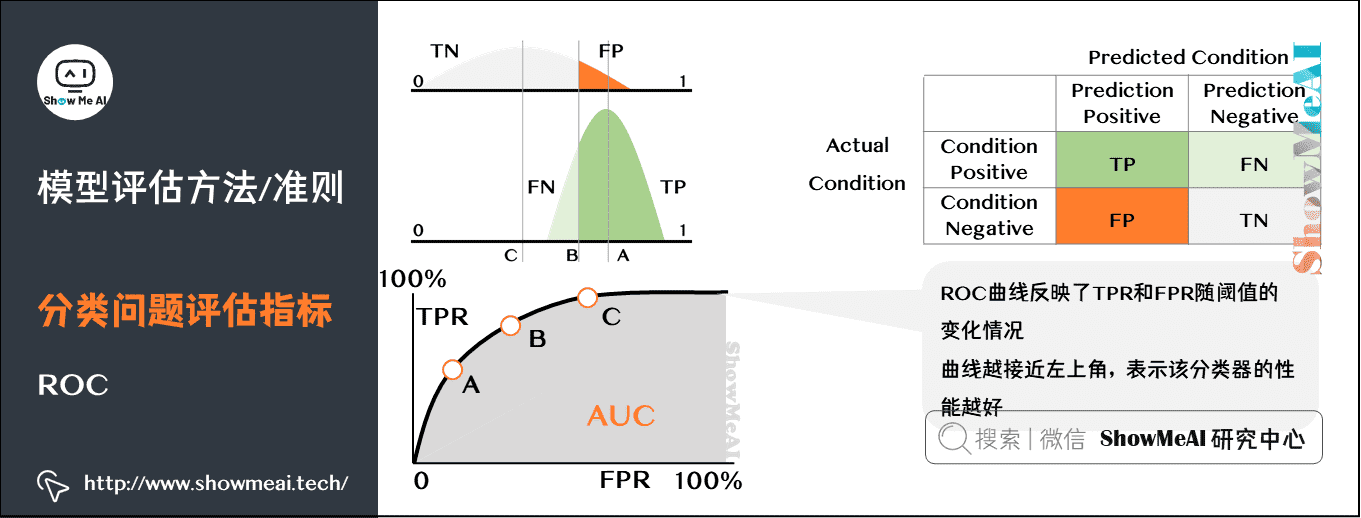 Show Me AI
模型评估方法/准则
分类问题评估指标
ROC
http://www.showmeai.tech/
TN
FP
0
1
FN
TP
0
1
C
B
A
100%
TPR
A
B
C
AUC
0
FPR
100%
ShowMeAI
Predicted Condition
Prediction Positive
Prediction Negative
Actual Condition
Condition Positive
TP
FN
Condition Negative
FP
TN
ShowMeAI
ROC曲线反映了TPR和FPR随阈值的
变化情况
曲线越接近左上角，表示该分类器的性
能越好
搜索 | 微信 ShowMeAI 研究中心